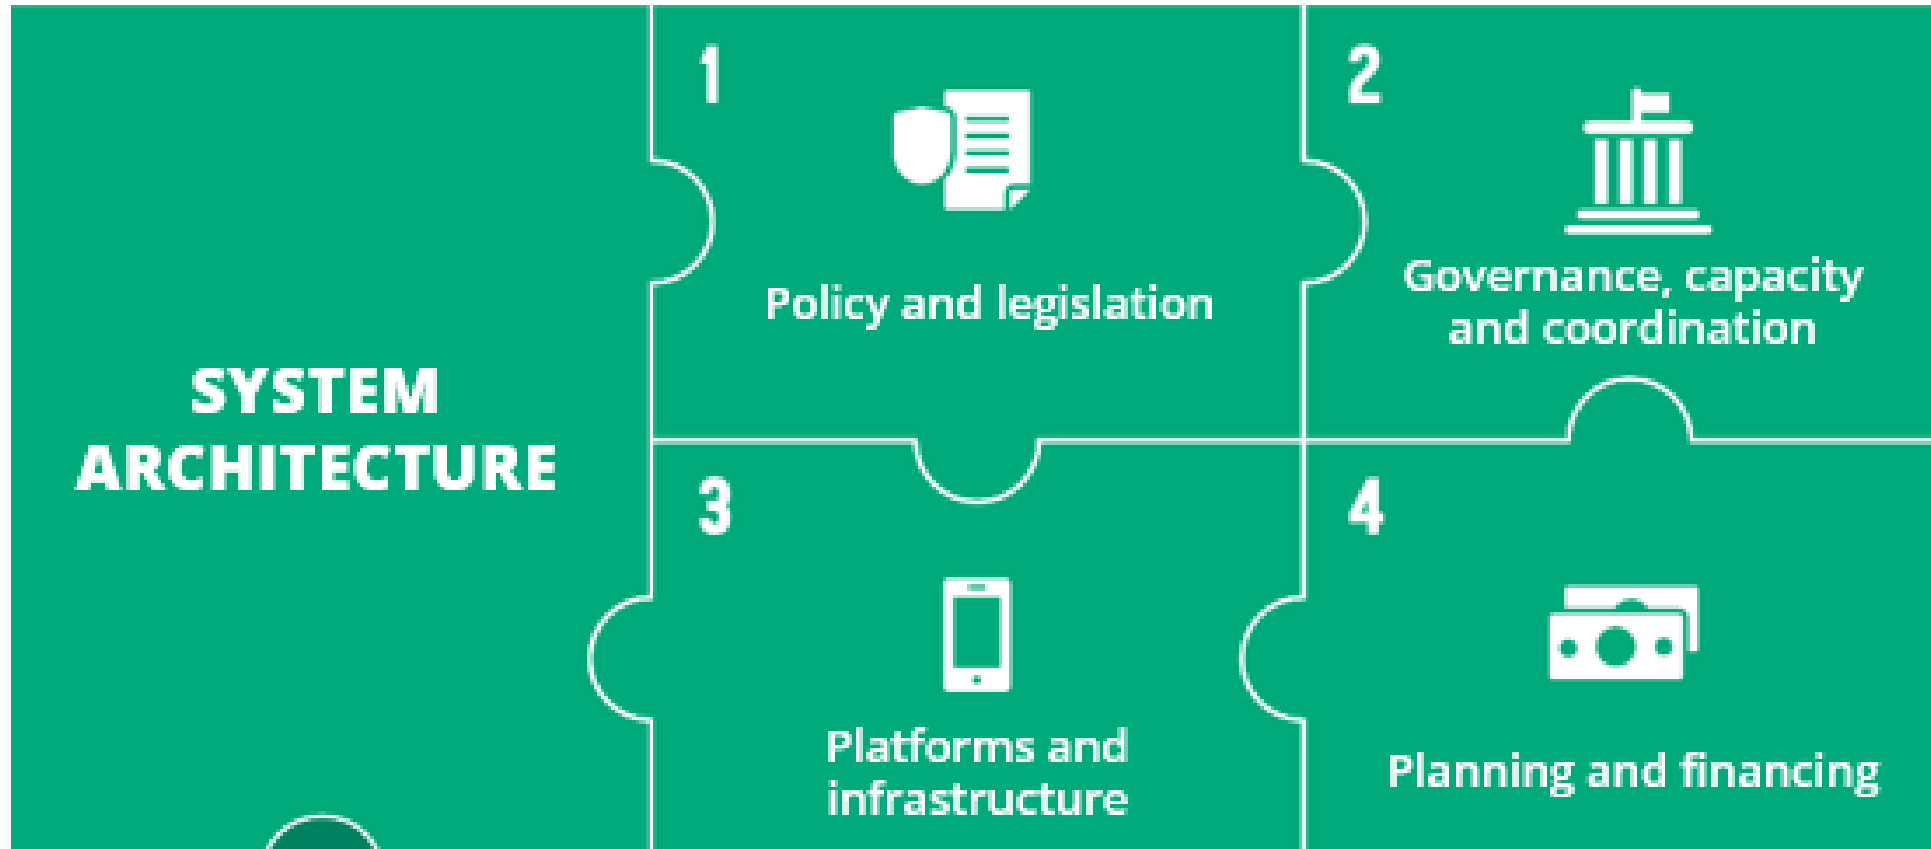 SYSTEM
ARCHITECTURE
1
Policy and legislation
2
Governance, capacity
and coordination
3
Platforms and
infrastructure
4
Planning and financing